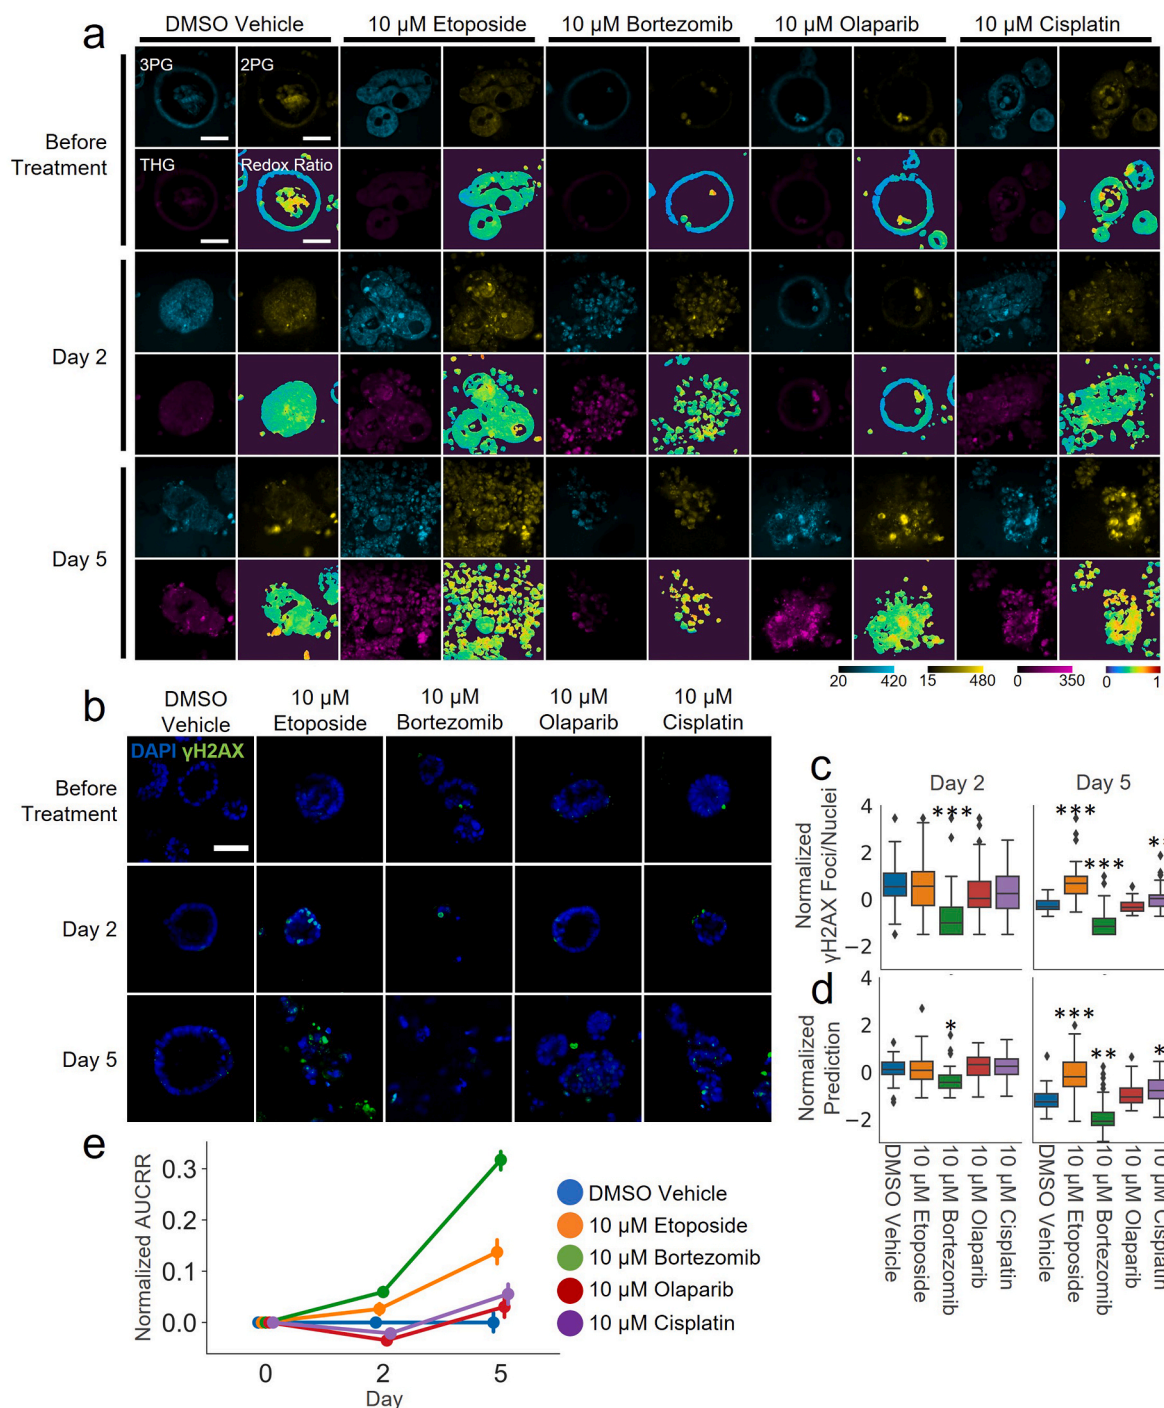 a
DMSO Vehicle
10 µM Etoposide
10 µM Bortezomib
10 µM Olaparib
10 µM Cisplatin
Before
Treatment
3PG
2PG
THG
Redox Ratio
Day 2
Day 5
20 420
15 480
0 350
0 1
b
DMSO
Vehicle
10 µM
Etoposide
10 µM
Bortezomib
10 µM
Olaparib
10 µM
Cisplatin
DAPI γH2AX
Before
Treatment
Day 2
Day 5
c
Day 2
Day 5
Normalized
γH2AX Foci/Nuclei
4
2
0
−2
***
***
***
**
d
Normalized
Prediction
4
2
0
−2
*
***
**
*
DMSO Vehicle
10 µM Etoposide
10 µM Bortezomib
10 µM Olaparib
10 µM Cisplatin
DMSO Vehicle
10 µM Etoposide
10 µM Bortezomib
10 µM Olaparib
10 µM Cisplatin
e
Normalized AUCRR
0.3
0.2
0.1
0.0
0 2 5
Day
DMSO Vehicle
10 µM Etoposide
10 µM Bortezomib
10 µM Olaparib
10 µM Cisplatin